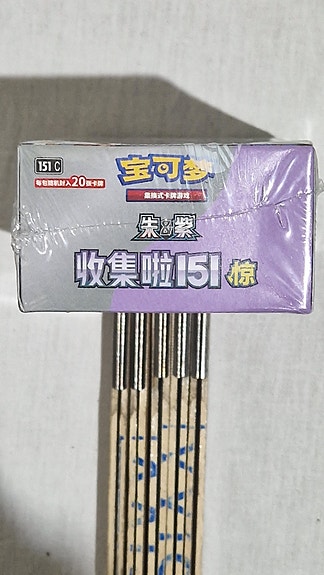 151 C
宝可梦
每包随机封入20张卡牌
集换式卡牌游戏
朱&紫
收集啦151 惊